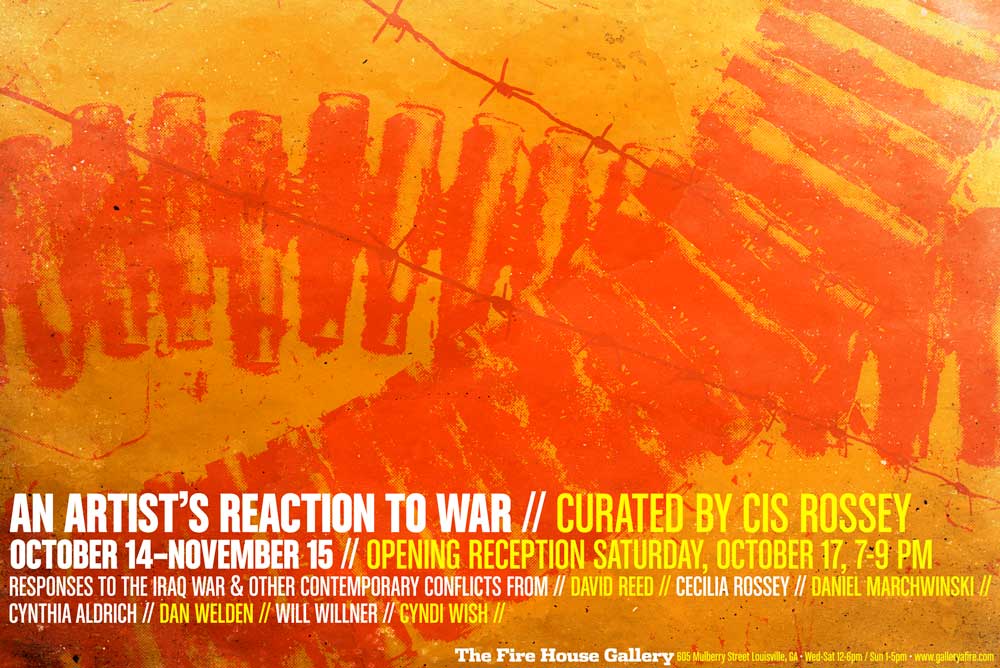 AN ARTIST'S REACTION TO WAR // CURATED BY CIS ROSSEY
OCTOBER 14–NOVEMBER 15 // OPENING RECEPTION SATURDAY, OCTOBER 17, 7-9 PM
RESPONSES TO THE IRAQ WAR & OTHER CONTEMPORARY CONFLICTS FROM // DAVID REED // CECILIA ROSSEY // DANIEL MARCHWINSKI //
CYNTHIA ALDRICH // DAN WELDEN // WILL WILLNER // CYNDI WISH //
The Fire House Gallery 605 Mulberry Street Louisville, GA • Wed-Sat 12-6pm / Sun 1-5pm • www.galleryafire.com